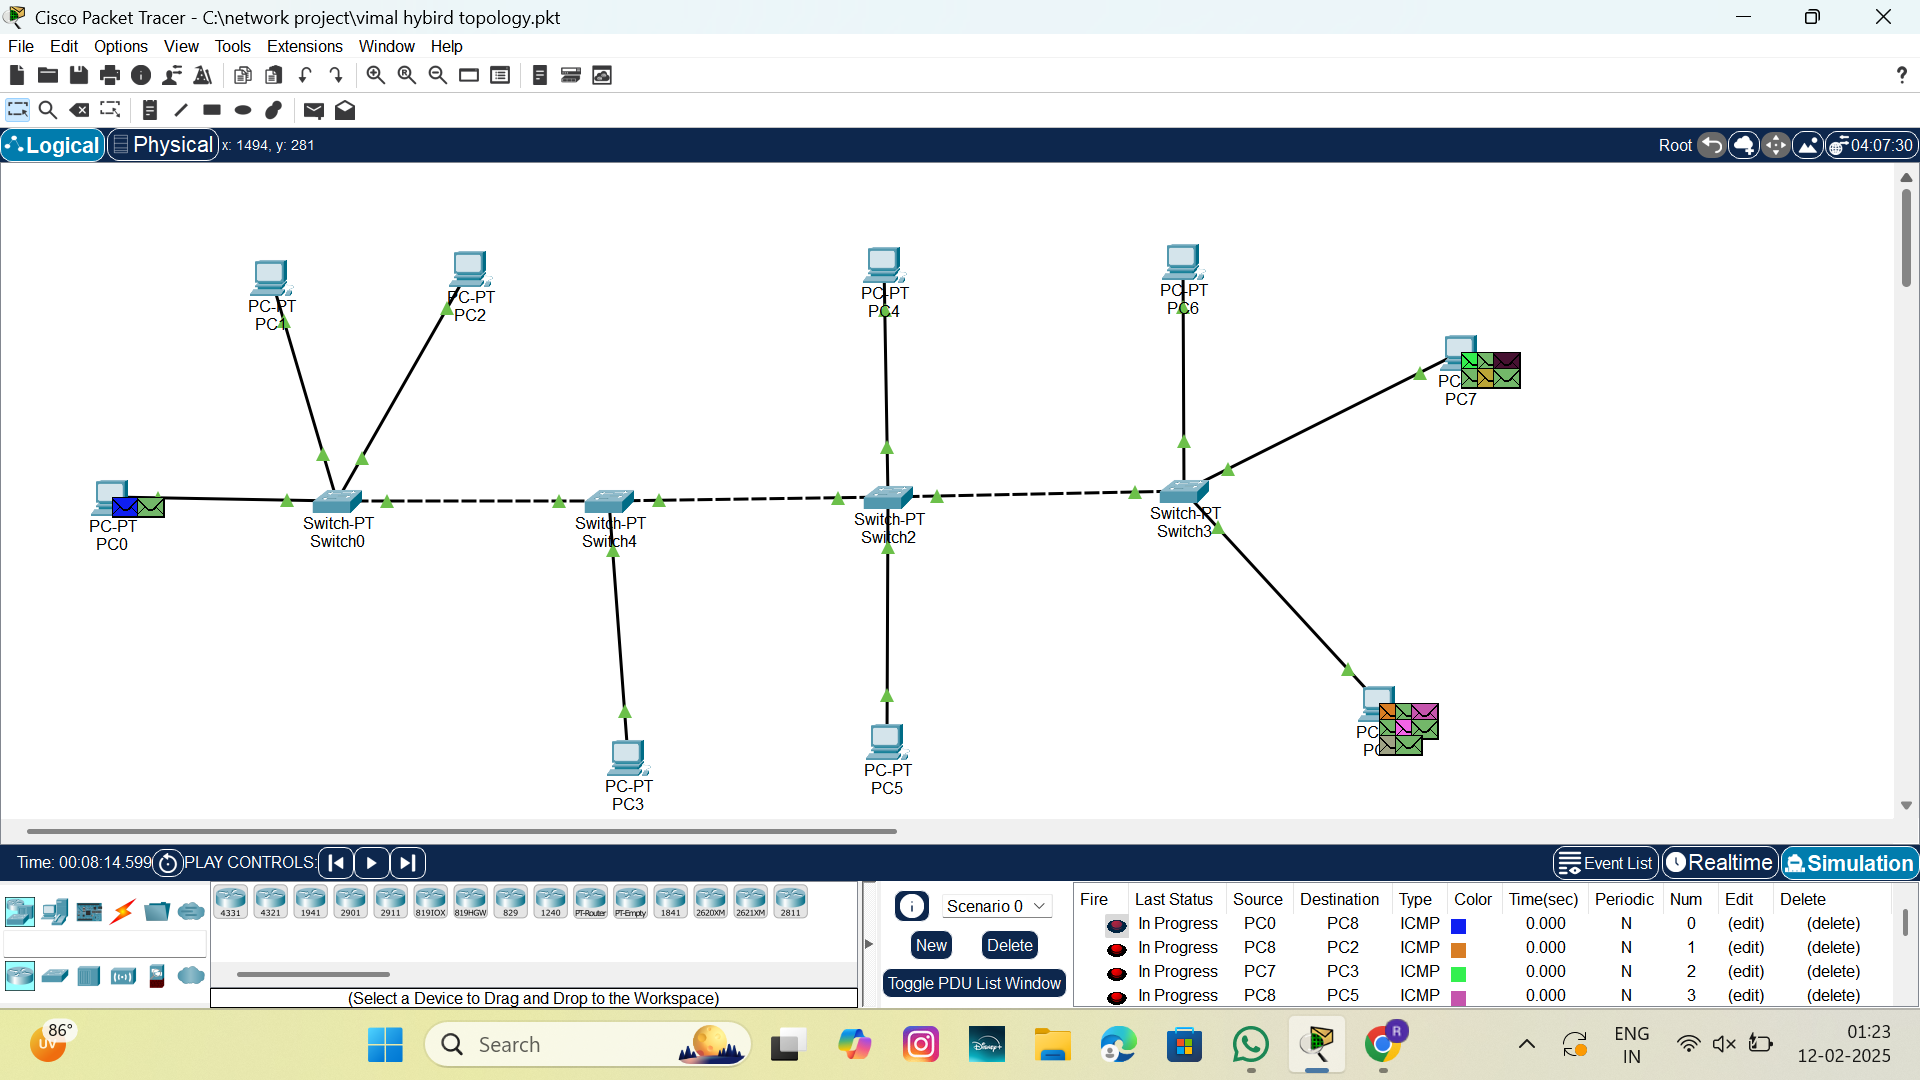 Cisco Packet Tracer - C:\network project\vimal hybird topology.pkt
File Edit Options View Tools Extensions Window Help
?
Logical Physical x: 1494, y: 281 Root 04:07:30
PC-PT
PC1
PC-PT
PC2
PC-PT
PC4
PC-PT
PC6
PC
PC7
PC-PT
PC0
Switch-PT
Switch0
Switch-PT
Switch4
Switch-PT
Switch2
Switch-PT
Switch3
PC-PT
PC3
PC-PT
PC5
PC
Time: 00:08:14.599 PLAY CONTROLS: Event List Realtime Simulation
4331 4321 1941 2901 2911 819IOX 819HGW 829 1240 PT-Router PT-Empty 1841 2620XM 2621XM 2811
(Select a Device to Drag and Drop to the Workspace)
Scenario 0
New Delete
Toggle PDU List Window
Fire Last Status Source Destination Type Color Time(sec) Periodic Num Edit Delete
In Progress PC0 PC8 ICMP 0.000 N 0 (edit) (delete)
In Progress PC8 PC2 ICMP 0.000 N 1 (edit) (delete)
In Progress PC7 PC3 ICMP 0.000 N 2 (edit) (delete)
In Progress PC8 PC5 ICMP 0.000 N 3 (edit) (delete)
86°
UV
Search
Disney+
R
ENG
IN
01:23
12-02-2025